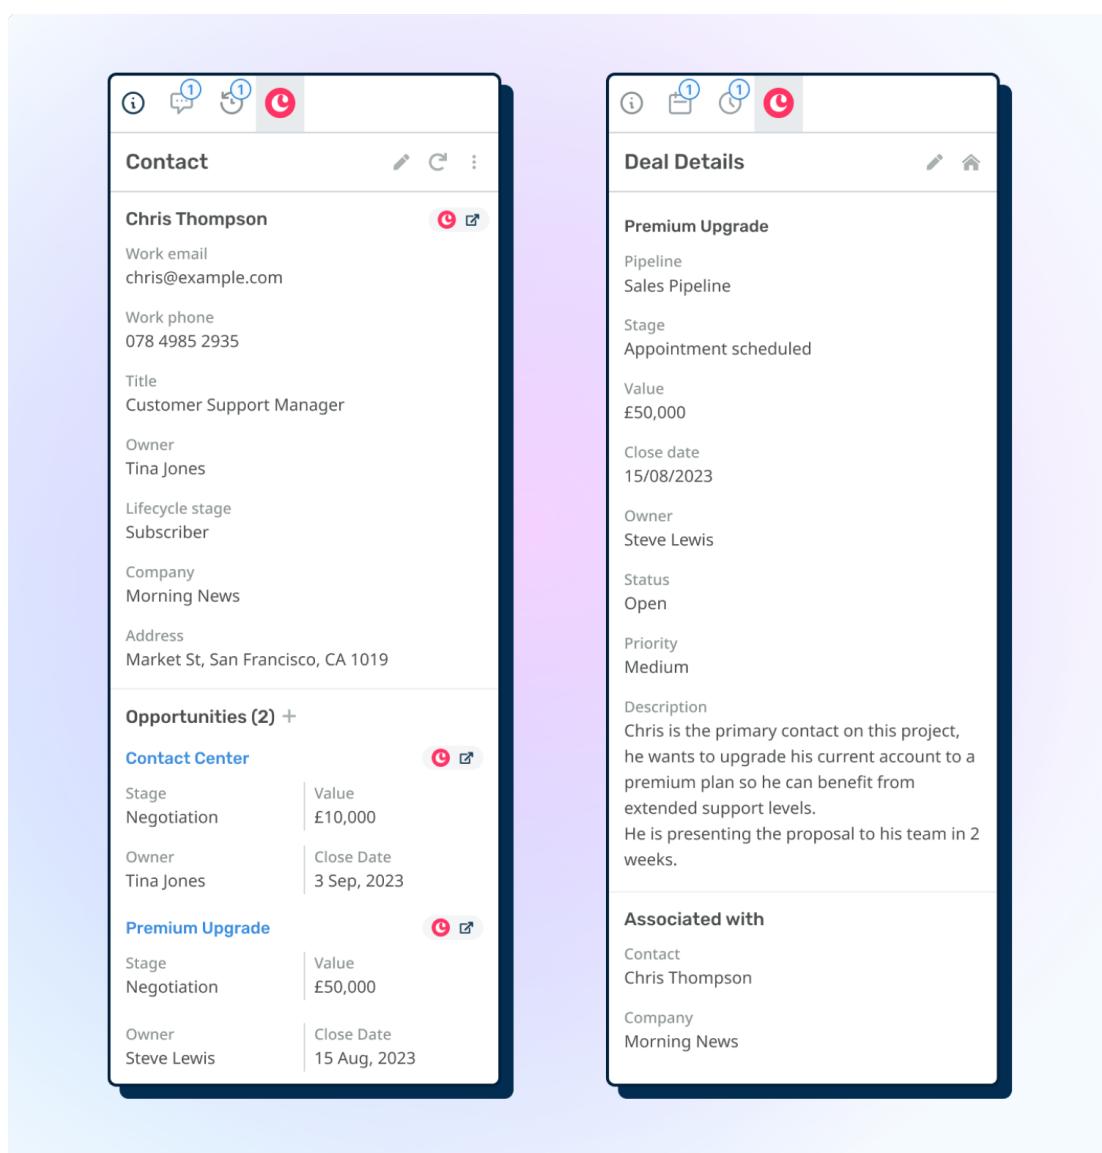 1
1
Contact
Chris Thompson
Work email
chris@example.com
Work phone
078 4985 2935
Title
Customer Support Manager
Owner
Tina Jones
Lifecycle stage
Subscriber
Company
Morning News
Address
Market St, San Francisco, CA 1019
Opportunities (2) +
Contact Center
Stage
Value
Negotiation
£10,000
Owner
Close Date
Tina Jones
3 Sep, 2023
Premium Upgrade
Stage
Value
Negotiation
£50,000
Owner
Close Date
Steve Lewis
15 Aug, 2023
1
1
Deal Details
Premium Upgrade
Pipeline
Sales Pipeline
Stage
Appointment scheduled
Value
£50,000
Close date
15/08/2023
Owner
Steve Lewis
Status
Open
Priority
Medium
Description
Chris is the primary contact on this project,
he wants to upgrade his current account to a
premium plan so he can benefit from
extended support levels.
He is presenting the proposal to his team in 2
weeks.
Associated with
Contact
Chris Thompson
Company
Morning News